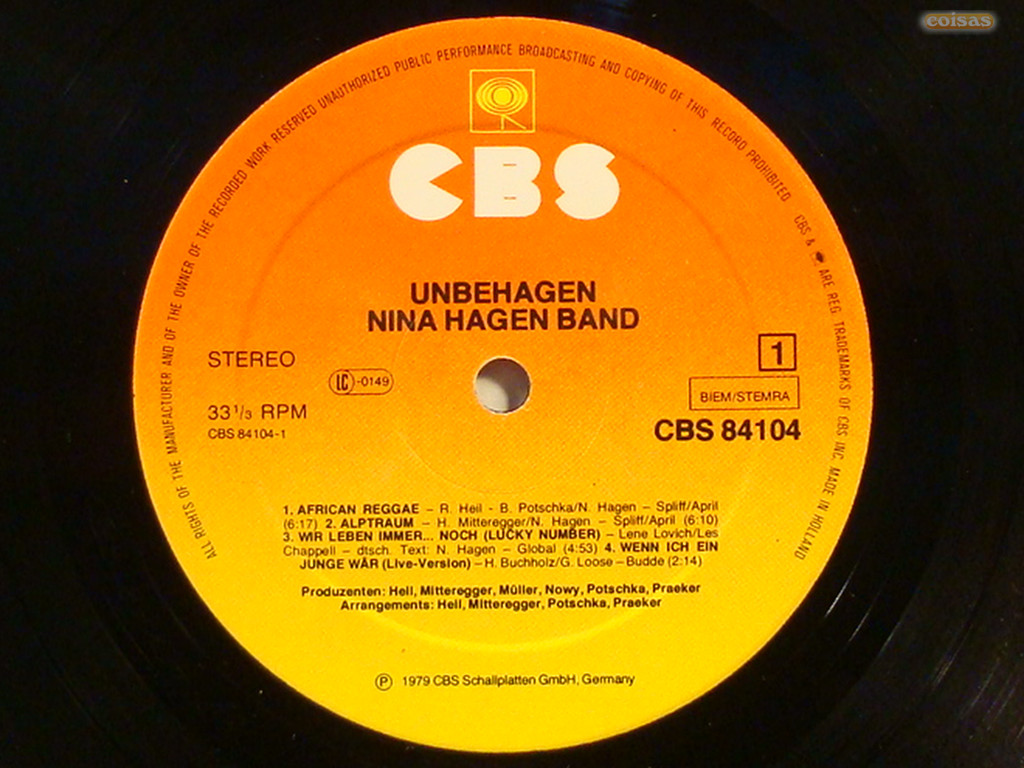 coisas
ALL RIGHTS OF THE MANUFACTURER AND OF THE OWNER OF THE RECORDED WORK RESERVED UNAUTHORIZED PUBLIC PERFORMANCE BROADCASTING AND COPYING OF THIS RECORD PROHIBITED CBS & ARE REG. TRADEMARKS OF CBS INC. MADE IN HOLLAND
CBS
UNBEHAGEN
NINA HAGEN BAND
STEREO
LC-0149
1
33 1/3 RPM
BIEM/STEMRA
CBS 84104-1
CBS 84104
1. AFRICAN REGGAE – R. Heil - B. Potschka/N. Hagen – Spliff/April
(6:17) 2. ALPTRAUM – H. Mitteregger/N. Hagen – Spliff/April (6:10)
3. WIR LEBEN IMMER... NOCH (LUCKY NUMBER) – Lene Lovich/Les
Chappell – dtsch. Text: N. Hagen – Global (4:53) 4. WENN ICH EIN
JUNGE WÄR (Live-Version) – H. Buchholz/G. Loose – Budde (2:14)
Produzenten: Heil, Mitteregger, Müller, Nowy, Potschka, Praeker
Arrangements: Heil, Mitteregger, Potschka, Praeker
℗ 1979 CBS Schallplatten GmbH, Germany